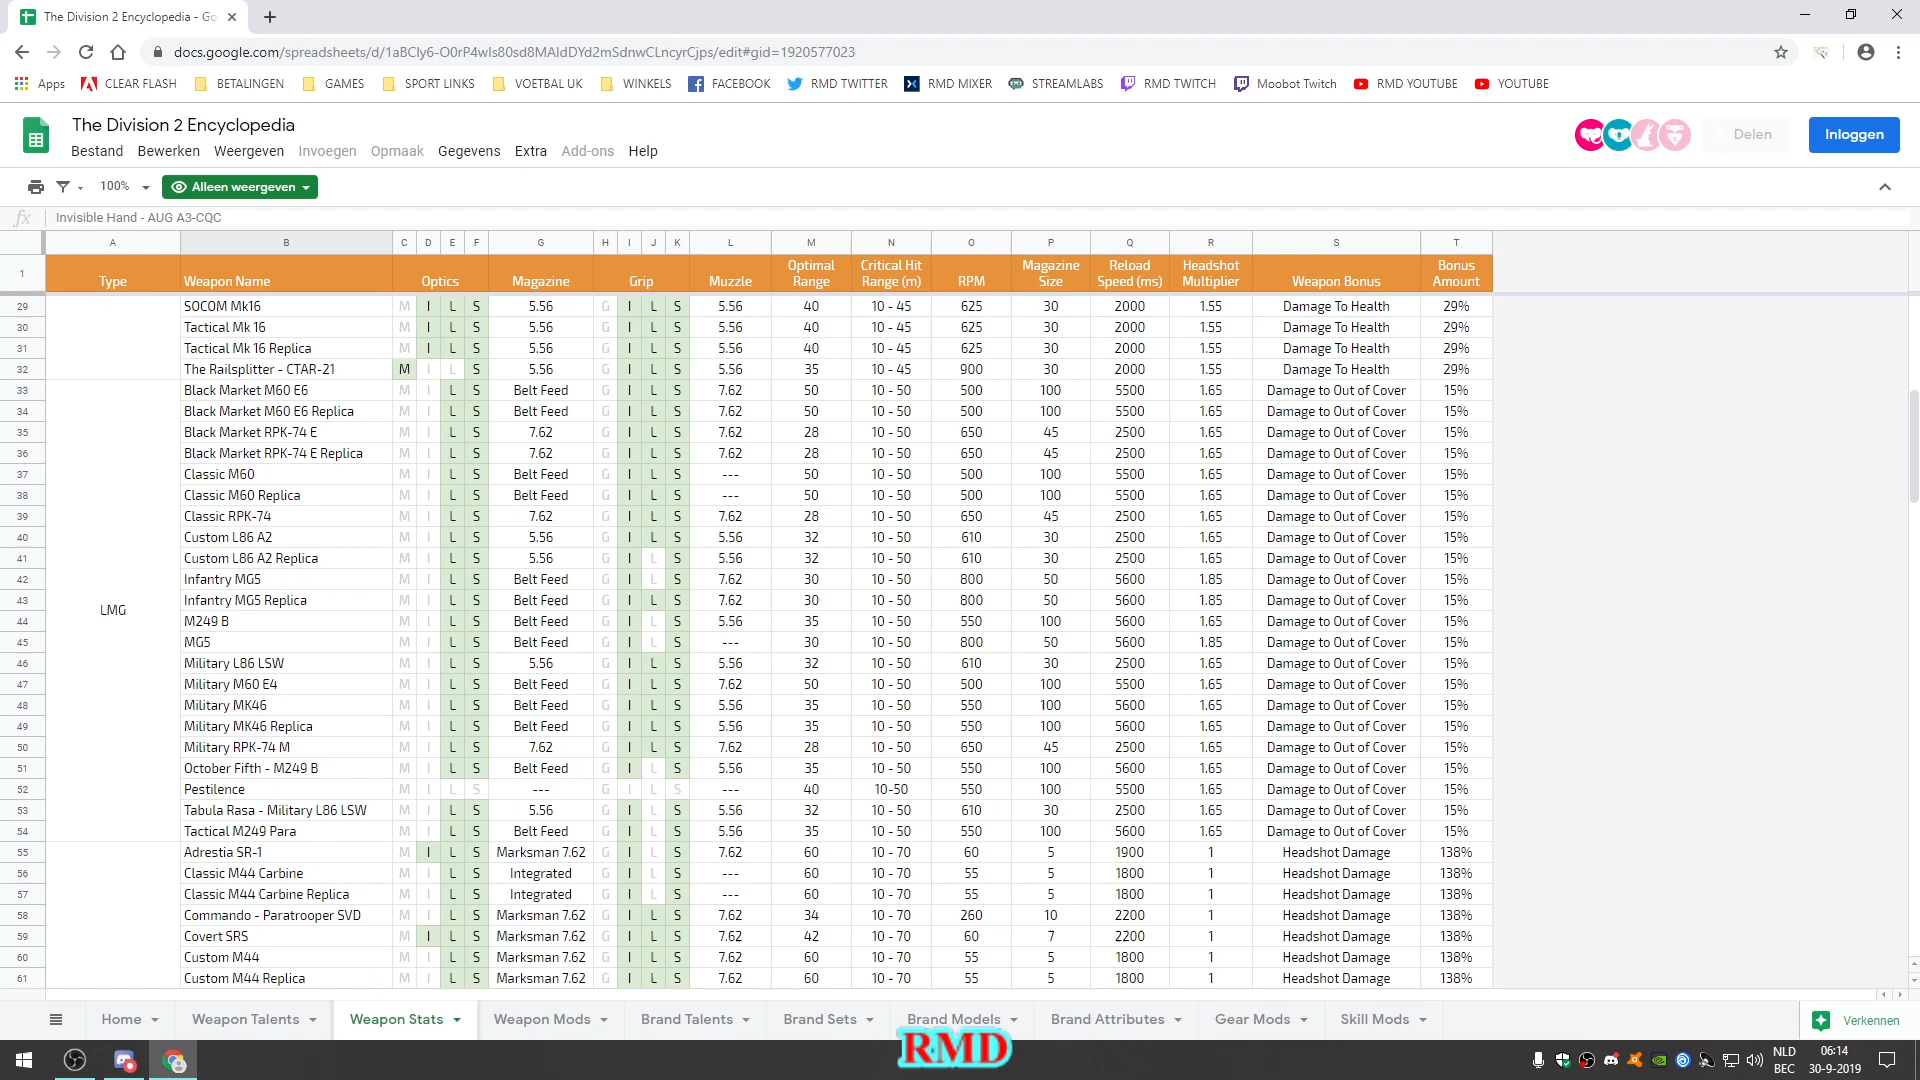 The Division 2 Encyclopedia - Go
docs.google.com/spreadsheets/d/1aBCIy6-O0rP4wIs80sd8MAIdDYd2mSdnwCLncyrCjps/edit#gid=1920577023
Apps CLEAR FLASH BETALINGEN GAMES SPORT LINKS VOETBAL UK WINKELS FACEBOOK RMD TWITTER RMD MIXER STREAMLABS RMD TWITCH Moobot Twitch RMD YOUTUBE YOUTUBE
The Division 2 Encyclopedia
Bestand Bewerken Weergeven Invoegen Opmaak Gegevens Extra Add-ons Help
Delen Inloggen
100% Alleen weergeven
fx Invisible Hand - AUG A3-CQC
A B C D E F G H I J K L M N O P Q R S T
1 Type Weapon Name Optics Magazine Grip Muzzle Optimal Range Critical Hit Range (m) RPM Magazine Size Reload Speed (ms) Headshot Multiplier Weapon Bonus Bonus Amount
29 SOCOM Mk16 M I L S 5.56 G I L S 5.56 40 10 - 45 625 30 2000 1.55 Damage To Health 29%
30 Tactical Mk 16 M I L S 5.56 G I L S 5.56 40 10 - 45 625 30 2000 1.55 Damage To Health 29%
31 Tactical Mk 16 Replica M I L S 5.56 G I L S 5.56 40 10 - 45 625 30 2000 1.55 Damage To Health 29%
32 The Railsplitter - CTAR-21 M I L S 5.56 G I L S 5.56 35 10 - 45 900 30 2000 1.55 Damage To Health 29%
33 Black Market M60 E6 M I L S Belt Feed G I L S 7.62 50 10 - 50 500 100 5500 1.65 Damage to Out of Cover 15%
34 Black Market M60 E6 Replica M I L S Belt Feed G I L S 7.62 50 10 - 50 500 100 5500 1.65 Damage to Out of Cover 15%
35 Black Market RPK-74 E M I L S 7.62 G I L S 7.62 28 10 - 50 650 45 2500 1.65 Damage to Out of Cover 15%
36 Black Market RPK-74 E Replica M I L S 7.62 G I L S 7.62 28 10 - 50 650 45 2500 1.65 Damage to Out of Cover 15%
37 Classic M60 M I L S Belt Feed G I L S --- 50 10 - 50 500 100 5500 1.65 Damage to Out of Cover 15%
38 Classic M60 Replica M I L S Belt Feed G I L S --- 50 10 - 50 500 100 5500 1.65 Damage to Out of Cover 15%
39 Classic RPK-74 M I L S 7.62 G I L S 7.62 28 10 - 50 650 45 2500 1.65 Damage to Out of Cover 15%
40 Custom L86 A2 M I L S 5.56 G I L S 5.56 32 10 - 50 610 30 2500 1.65 Damage to Out of Cover 15%
41 Custom L86 A2 Replica M I L S 5.56 G I L S 5.56 32 10 - 50 610 30 2500 1.65 Damage to Out of Cover 15%
42 Infantry MG5 M I L S Belt Feed G I L S 7.62 30 10 - 50 800 50 5600 1.85 Damage to Out of Cover 15%
43 LMG Infantry MG5 Replica M I L S Belt Feed G I L S 7.62 30 10 - 50 800 50 5600 1.85 Damage to Out of Cover 15%
44 M249 B M I L S Belt Feed G I L S 5.56 35 10 - 50 550 100 5600 1.65 Damage to Out of Cover 15%
45 MG5 M I L S Belt Feed G I L S --- 30 10 - 50 800 50 5600 1.85 Damage to Out of Cover 15%
46 Military L86 LSW M I L S 5.56 G I L S 5.56 32 10 - 50 610 30 2500 1.65 Damage to Out of Cover 15%
47 Military M60 E4 M I L S Belt Feed G I L S 7.62 50 10 - 50 500 100 5500 1.65 Damage to Out of Cover 15%
48 Military MK46 M I L S Belt Feed G I L S 5.56 35 10 - 50 550 100 5600 1.65 Damage to Out of Cover 15%
49 Military MK46 Replica M I L S Belt Feed G I L S 5.56 35 10 - 50 550 100 5600 1.65 Damage to Out of Cover 15%
50 Military RPK-74 M M I L S 7.62 G I L S 7.62 28 10 - 50 650 45 2500 1.65 Damage to Out of Cover 15%
51 October Fifth - M249 B M I L S Belt Feed G I L S 5.56 35 10 - 50 550 100 5600 1.65 Damage to Out of Cover 15%
52 Pestilence M I L S --- G I L S --- 40 10-50 550 100 5500 1.65 Damage to Out of Cover 15%
53 Tabula Rasa - Military L86 LSW M I L S 5.56 G I L S 5.56 32 10 - 50 610 30 2500 1.65 Damage to Out of Cover 15%
54 Tactical M249 Para M I L S Belt Feed G I L S 5.56 35 10 - 50 550 100 5600 1.65 Damage to Out of Cover 15%
55 Adrestia SR-1 M I L S Marksman 7.62 G I L S 7.62 60 10 - 70 60 5 1900 1 Headshot Damage 138%
56 Classic M44 Carbine M I L S Integrated G I L S --- 60 10 - 70 55 5 1800 1 Headshot Damage 138%
57 Classic M44 Carbine Replica M I L S Integrated G I L S --- 60 10 - 70 55 5 1800 1 Headshot Damage 138%
58 Commando - Paratrooper SVD M I L S Marksman 7.62 G I L S 7.62 34 10 - 70 260 10 2200 1 Headshot Damage 138%
59 Covert SRS M I L S Marksman 7.62 G I L S 7.62 42 10 - 70 60 7 2200 1 Headshot Damage 138%
60 Custom M44 M I L S Marksman 7.62 G I L S 7.62 60 10 - 70 55 5 1800 1 Headshot Damage 138%
61 Custom M44 Replica M I L S Marksman 7.62 G I L S 7.62 60 10 - 70 55 5 1800 1 Headshot Damage 138%
Home Weapon Talents Weapon Stats Weapon Mods Brand Talents Brand Sets Brand Models Brand Attributes Gear Mods Skill Mods Verkennen
RMD
NLD 06:14
BEC 30-9-2019